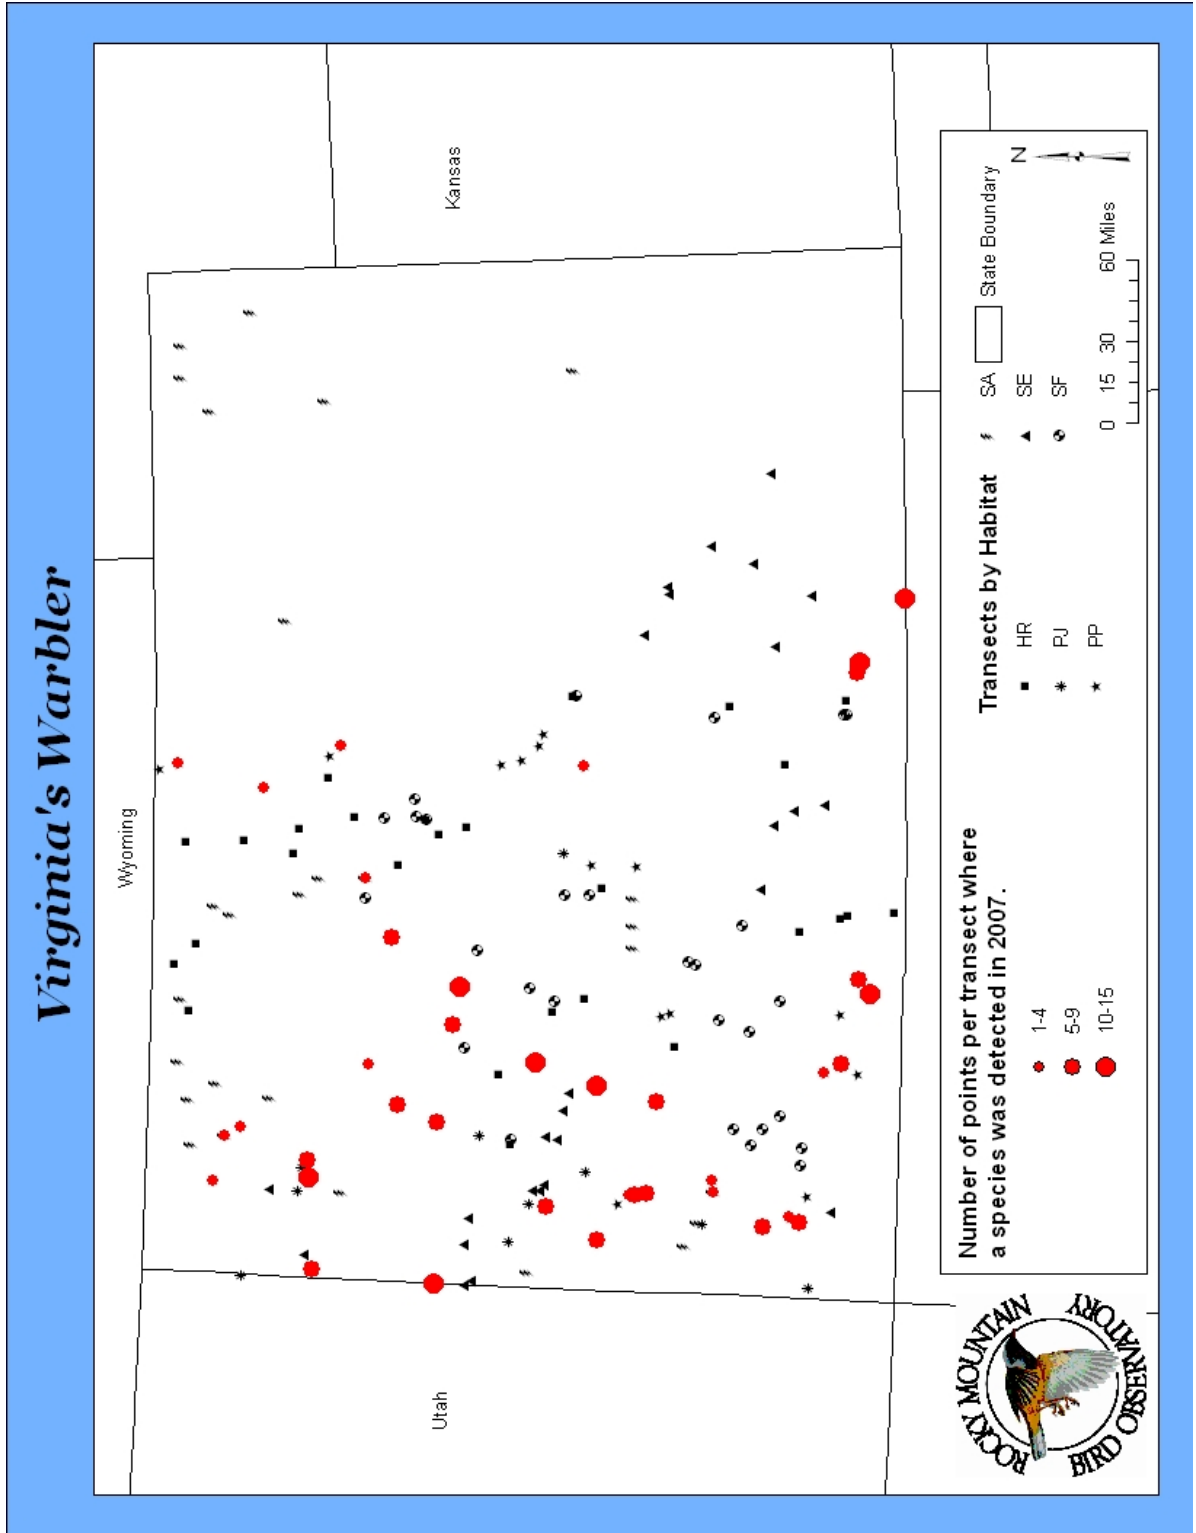 Virginia's Warbler
Wyoming
Kansas
Utah
Number of points per transect where
a species was detected in 2007.
1-4
5-9
10-15
Transects by Habitat
HR
PJ
PP
SA
SE
SF
State Boundary
N
0 15 30 60 Miles
ROCKY MOUNTAIN
BIRD OBSERVATORY